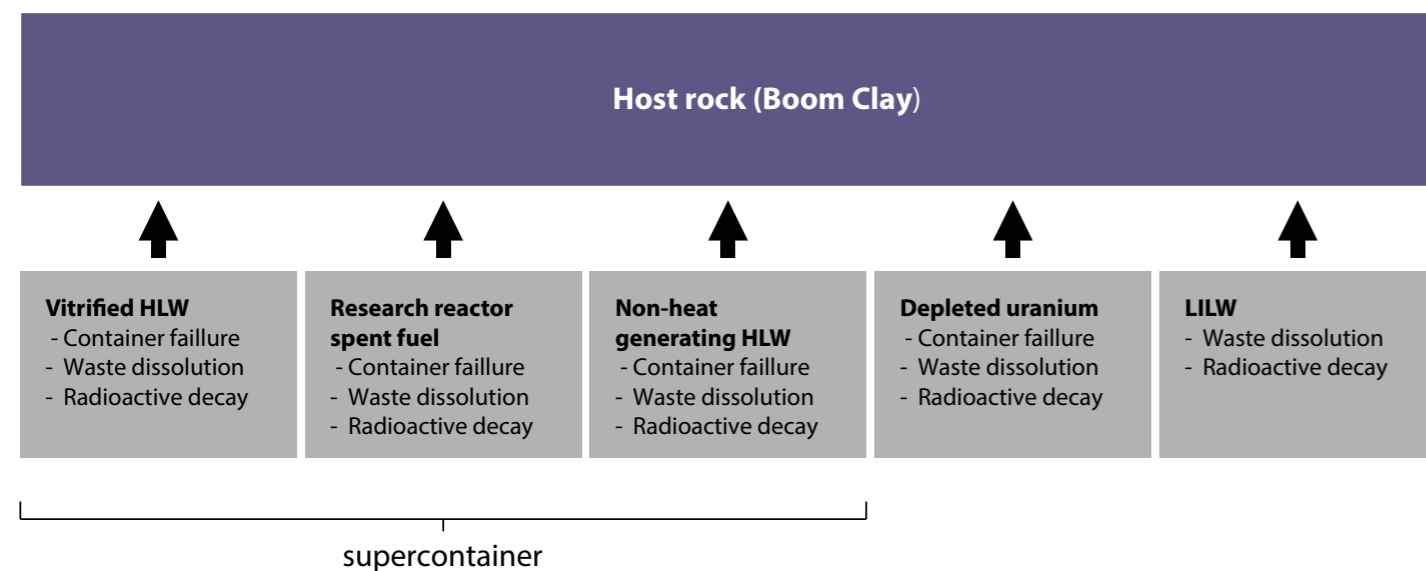 Host rock (Boom Clay)
Vitrified HLW
- Container faillure
- Waste dissolution
- Radioactive decay
Research reactor
spent fuel
- Container faillure
- Waste dissolution
- Radioactive decay
Non-heat
generating HLW
- Container faillure
- Waste dissolution
- Radioactive decay
Depleted uranium
- Container faillure
- Waste dissolution
- Radioactive decay
LILW
- Waste dissolution
- Radioactive decay
supercontainer